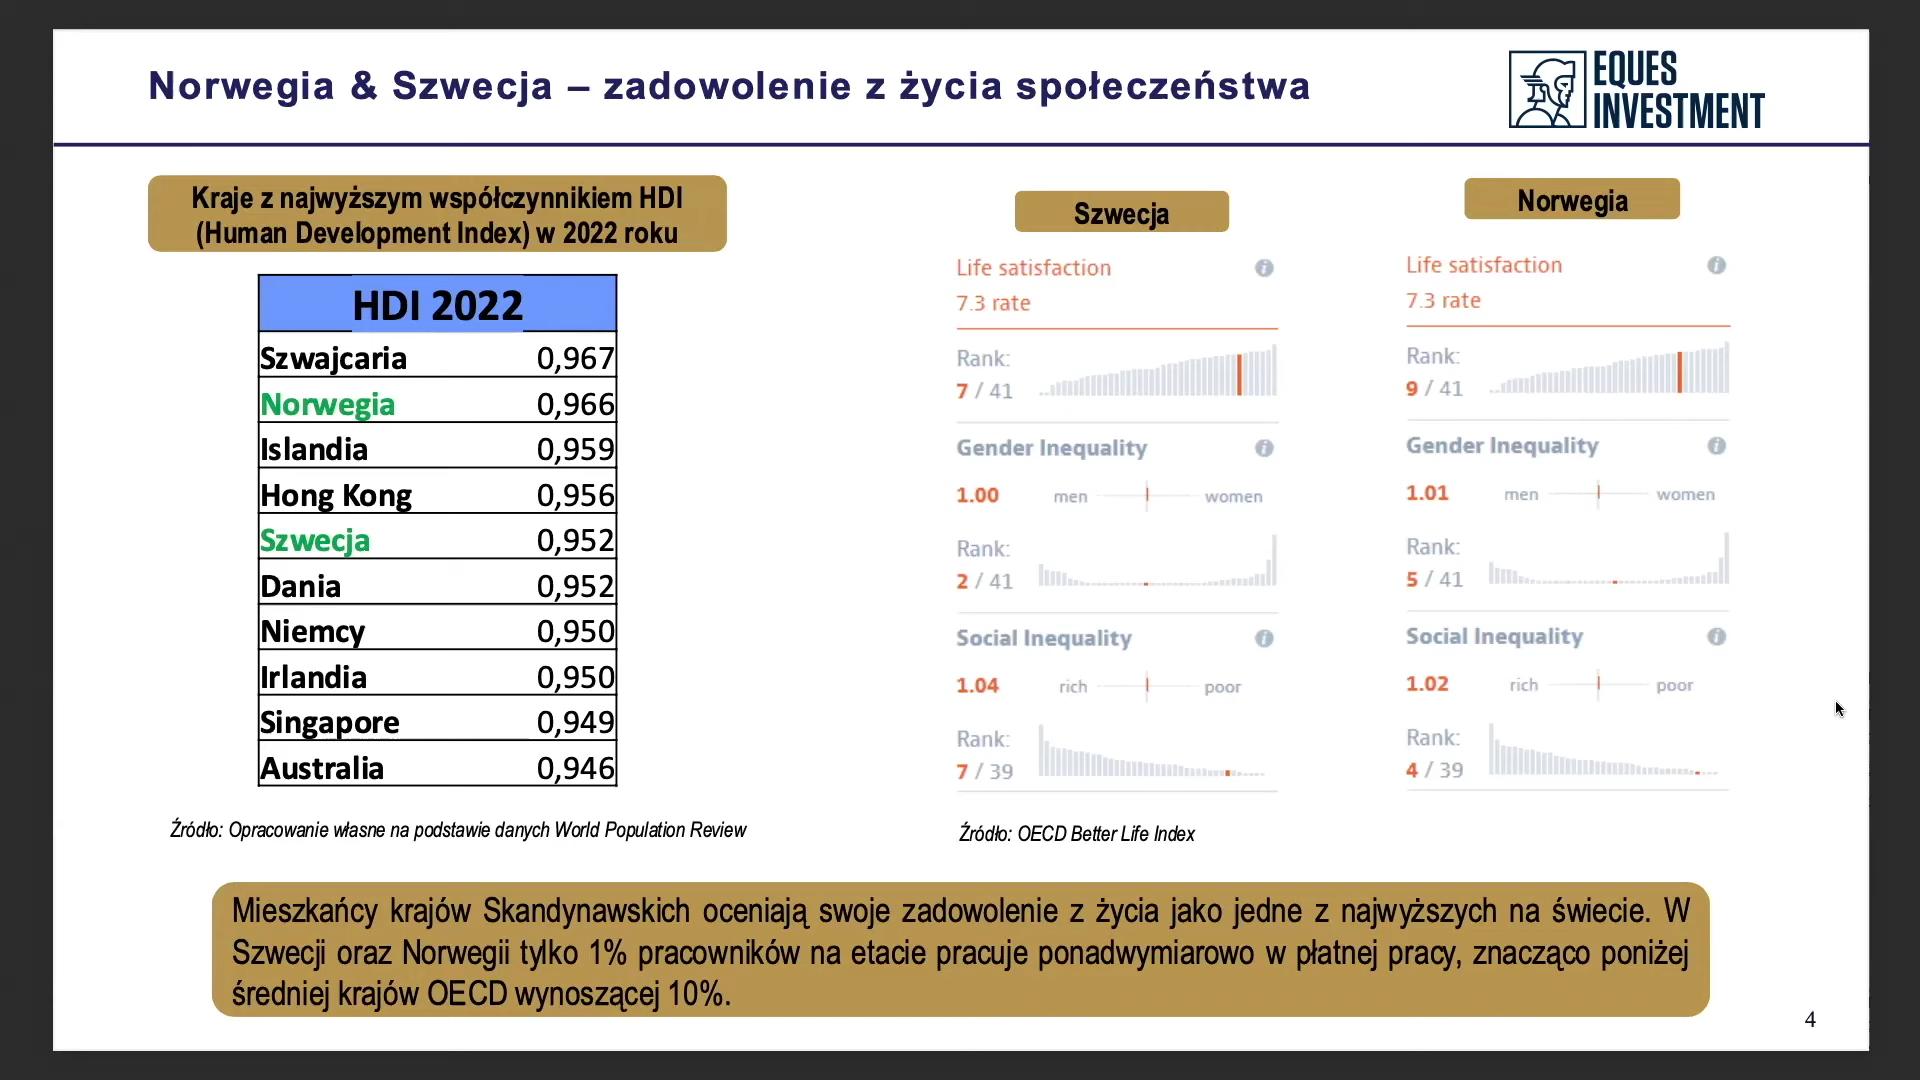 Norwegia & Szwecja – zadowolenie z życia społeczeństwa
EQUES
INVESTMENT
Kraje z najwyższym współczynnikiem HDI
(Human Development Index) w 2022 roku
HDI 2022
Szwajcaria 0,967
Norwegia 0,966
Islandia 0,959
Hong Kong 0,956
Szwecja 0,952
Dania 0,952
Niemcy 0,950
Irlandia 0,950
Singapore 0,949
Australia 0,946
Źródło: Opracowanie własne na podstawie danych World Population Review
Szwecja
Life satisfaction
7.3 rate
Rank:
7 / 41
Gender Inequality
1.00 men women
Rank:
2 / 41
Social Inequality
1.04 rich poor
Rank:
7 / 39
Źródło: OECD Better Life Index
Norwegia
Life satisfaction
7.3 rate
Rank:
9 / 41
Gender Inequality
1.01 men women
Rank:
5 / 41
Social Inequality
1.02 rich poor
Rank:
4 / 39
Mieszkańcy krajów Skandynawskich oceniają swoje zadowolenie z życia jako jedne z najwyższych na świecie. W
Szwecji oraz Norwegii tylko 1% pracowników na etacie pracuje ponadwymiarowo w płatnej pracy, znacząco poniżej
średniej krajów OECD wynoszącej 10%.
4